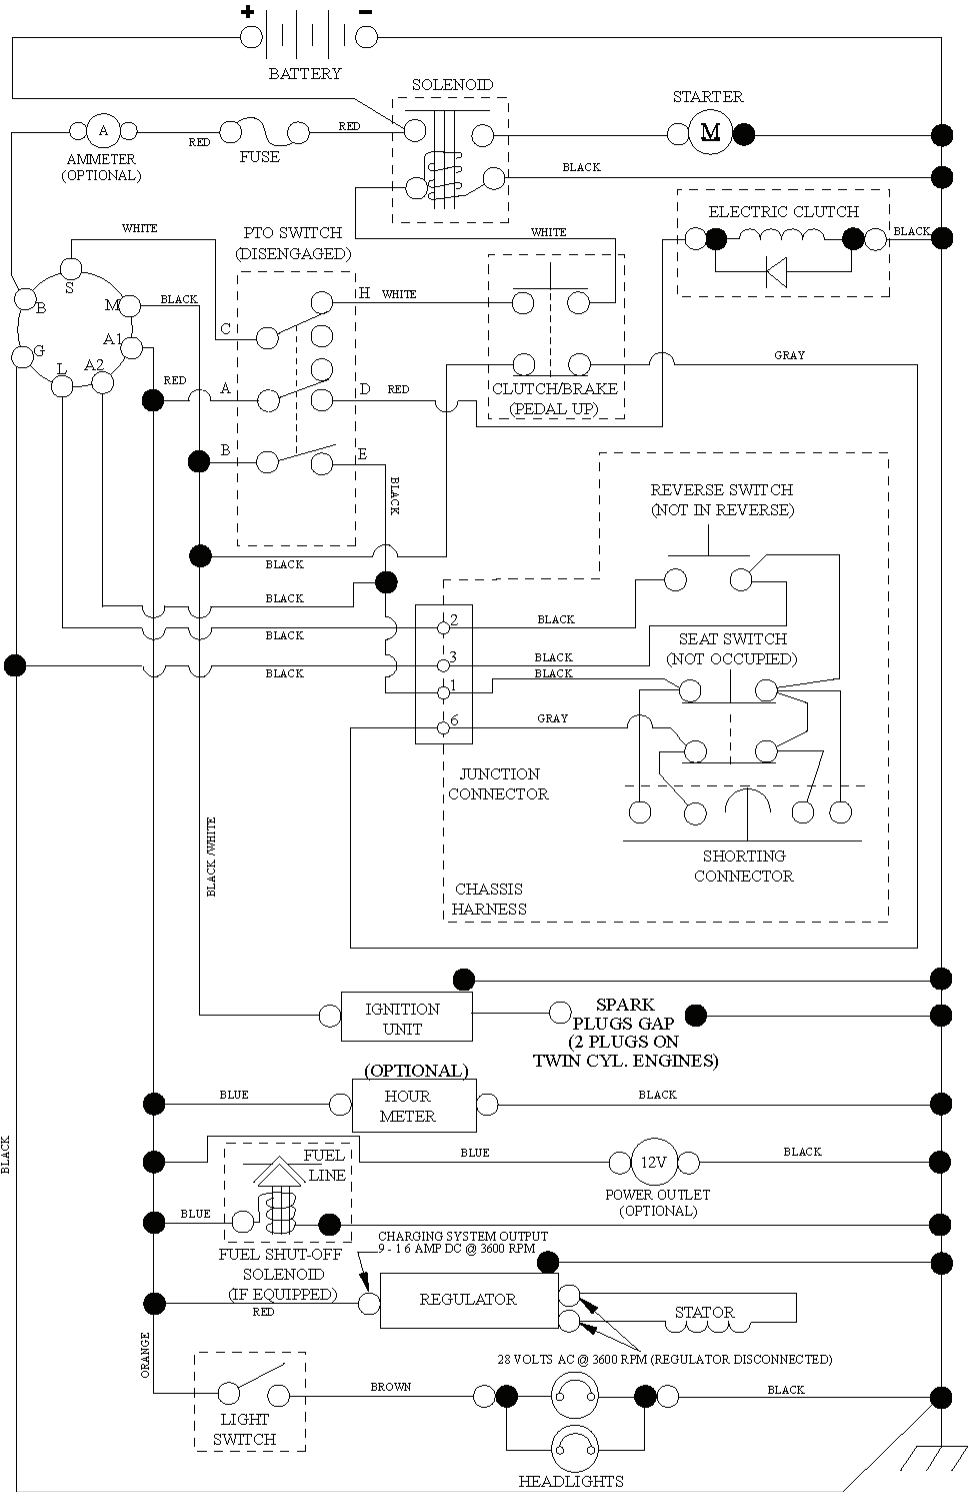 + -
BATTERY
SOLENOID
STARTER
A
RED
FUSE
RED
AMMETER
(OPTIONAL)
M
BLACK
ELECTRIC CLUTCH
BLACK
WHITE
PTO SWITCH
(DISENGAGED)
WHITE
S
B
M
BLACK
H
WHITE
C
G
A1
L
A2
RED
A
D
RED
GRAY
CLUTCH/BRAKE
(PEDAL UP)
B
E
BLACK
REVERSE SWITCH
(NOT IN REVERSE)
BLACK
BLACK
BLACK
2
BLACK
SEAT SWITCH
(NOT OCCUPIED)
3
BLACK
BLACK
1
BLACK
6
GRAY
JUNCTION
CONNECTOR
BLACK /WHITE
SHORTING
CONNECTOR
CHASSIS
HARNESS
IGNITION
UNIT
SPARK
PLUGS GAP
(2 PLUGS ON
TWIN CYL. ENGINES)
(OPTIONAL)
BLUE
HOUR
METER
BLACK
BLACK
FUEL
LINE
BLUE
12V
BLACK
POWER OUTLET
(OPTIONAL)
BLUE
CHARGING SYSTEM OUTPUT
9 - 1 6 AMP DC @ 3600 RPM
FUEL SHUT-OFF
SOLENOID
(IF EQUIPPED)
RED
REGULATOR
STATOR
ORANGE
28 VOLTS AC @ 3600 RPM (REGULATOR DISCONNECTED)
BROWN
BLACK
LIGHT
SWITCH
HEADLIGHTS